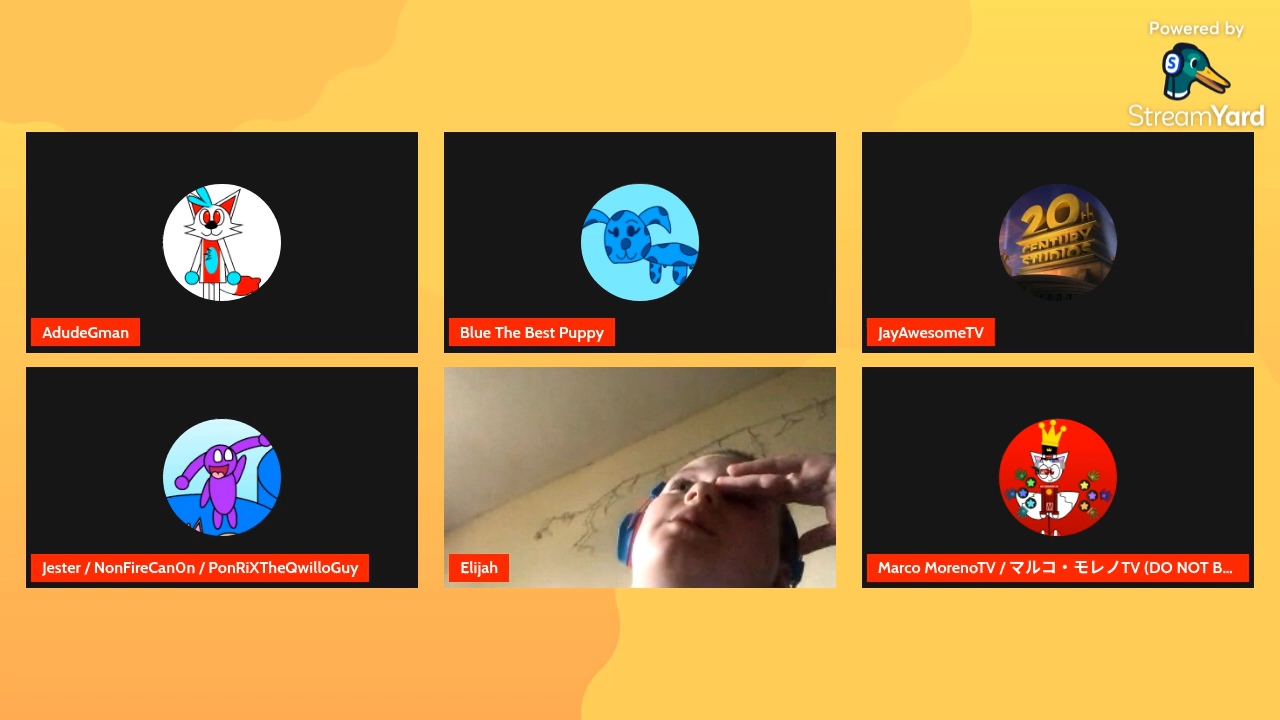 Powered by
S
StreamYard
20th
CENTURY
STUDIOS
AdudeGman
Blue The Best Puppy
JayAwesomeTV
Jester / NonFireCan0n / PonRiXTheQwilloGuy
Elijah
Marco MorenoTV / マルコ・モレノTV (DO NOT B...